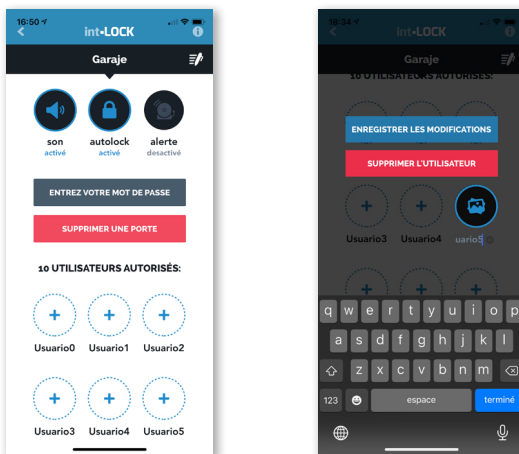 16:50
int•LOCK
Garaje
son autolock alerte
activé activé desactivé
ENTREZ VOTRE MOT DE PASSE
SUPPRIMER UNE PORTE
10 UTILISATEURS AUTORISÉS:
Usuario0 Usuario1 Usuario2
Usuario3 Usuario4 Usuario5
18:34
int•LOCK
Garaje
10 UTILISATEURS AUTORISÉS:
ENREGISTRER LES MODIFICATIONS
SUPPRIMER L'UTILISATEUR
Usuario3 Usuario4 uario5
q w e r t y u i o p
a s d f g h j k l
z x c v b n m
123 espace terminé